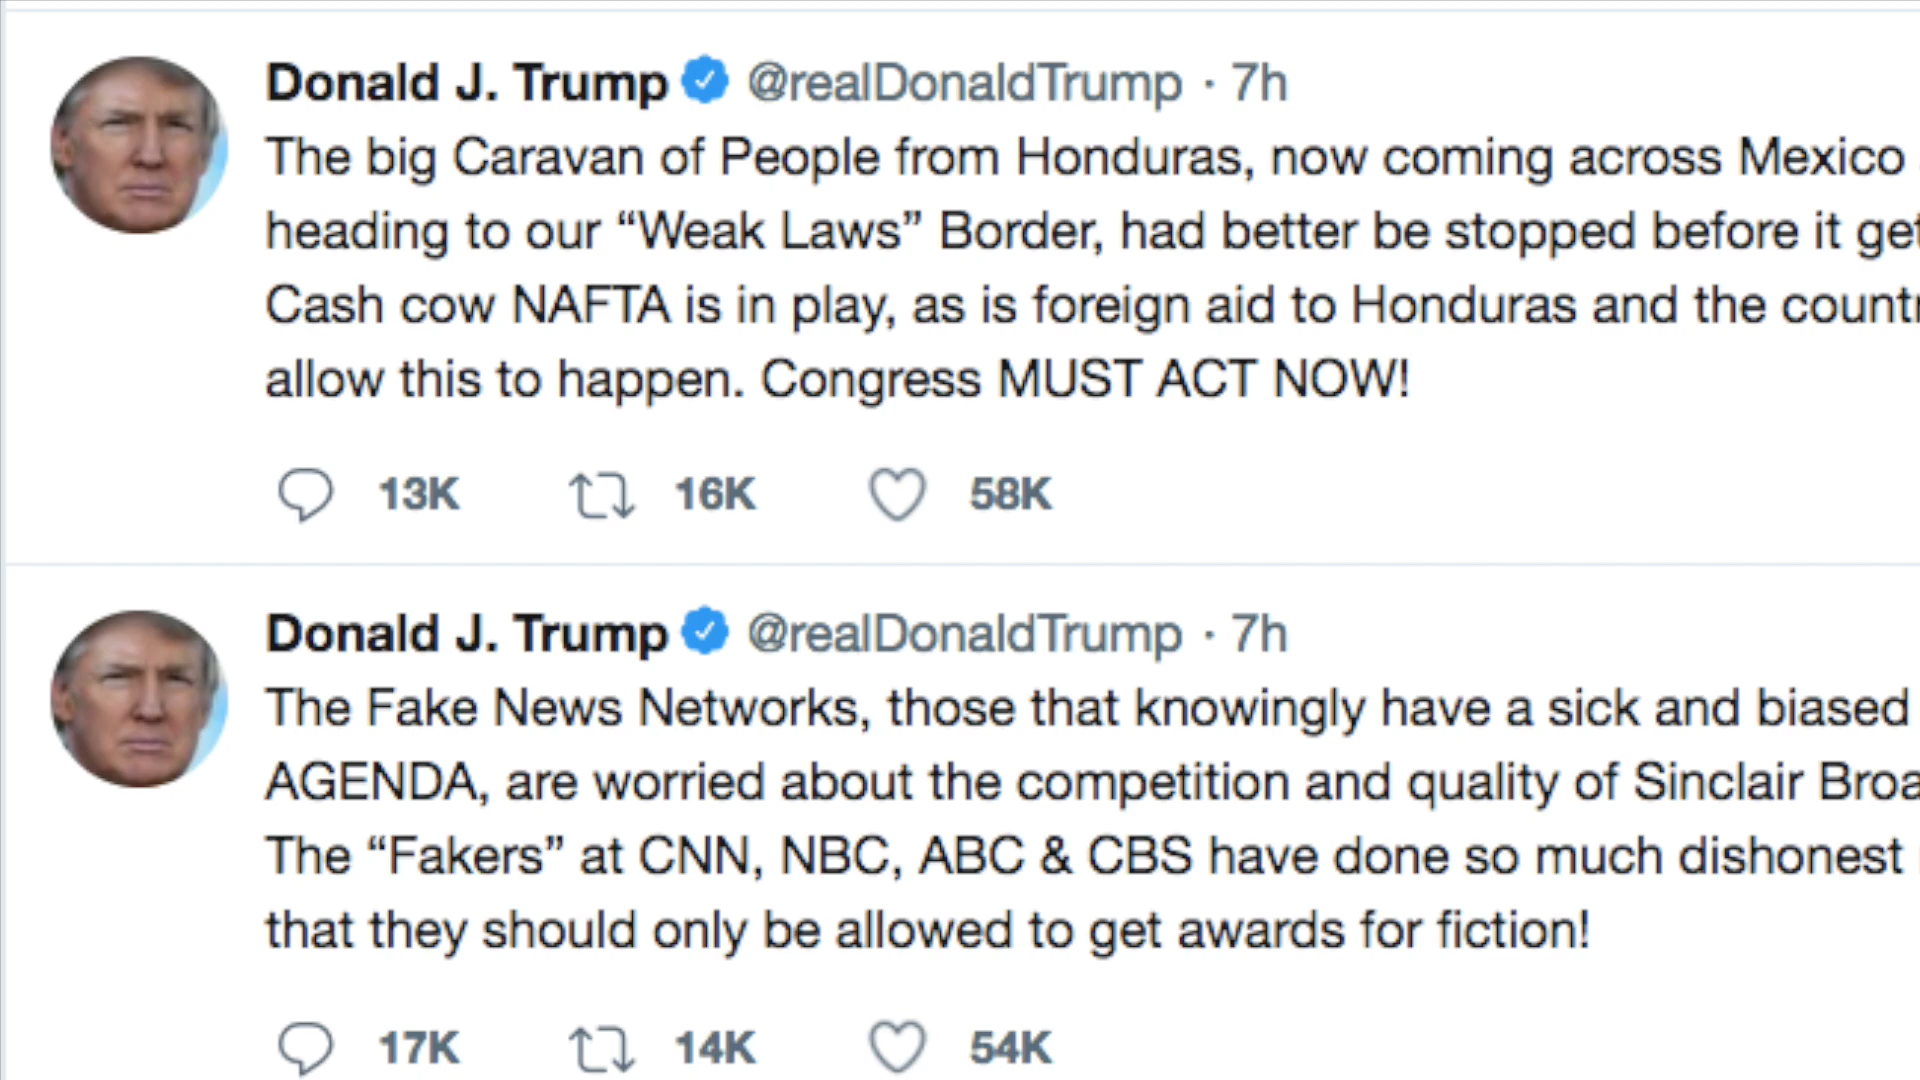 Donald J. Trump @realDonaldTrump · 7h
The big Caravan of People from Honduras, now coming across Mexico
heading to our “Weak Laws” Border, had better be stopped before it get
Cash cow NAFTA is in play, as is foreign aid to Honduras and the countr
allow this to happen. Congress MUST ACT NOW!
13K 16K 58K
Donald J. Trump @realDonaldTrump · 7h
The Fake News Networks, those that knowingly have a sick and biased
AGENDA, are worried about the competition and quality of Sinclair Broa
The “Fakers” at CNN, NBC, ABC & CBS have done so much dishonest
that they should only be allowed to get awards for fiction!
17K 14K 54K